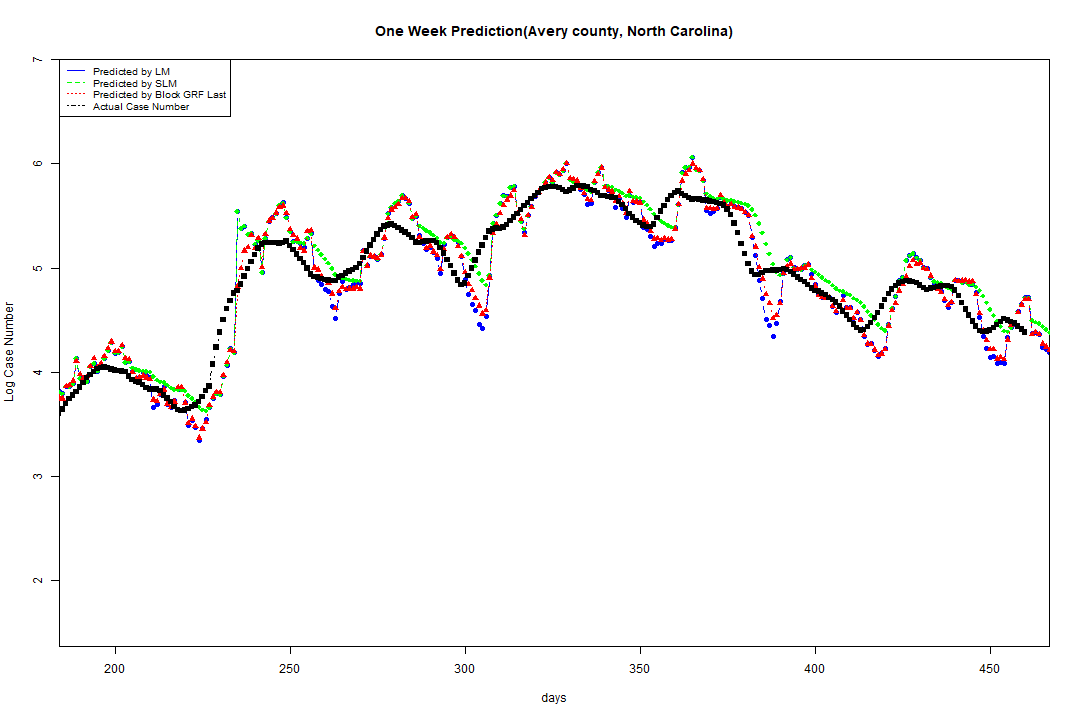 One Week Prediction(Avery county, North Carolina)
Predicted by LM
Predicted by SLM
Predicted by Block GRF Last
Actual Case Number
7
6
5
4
3
2
Log Case Number
200 250 300 350 400 450
days